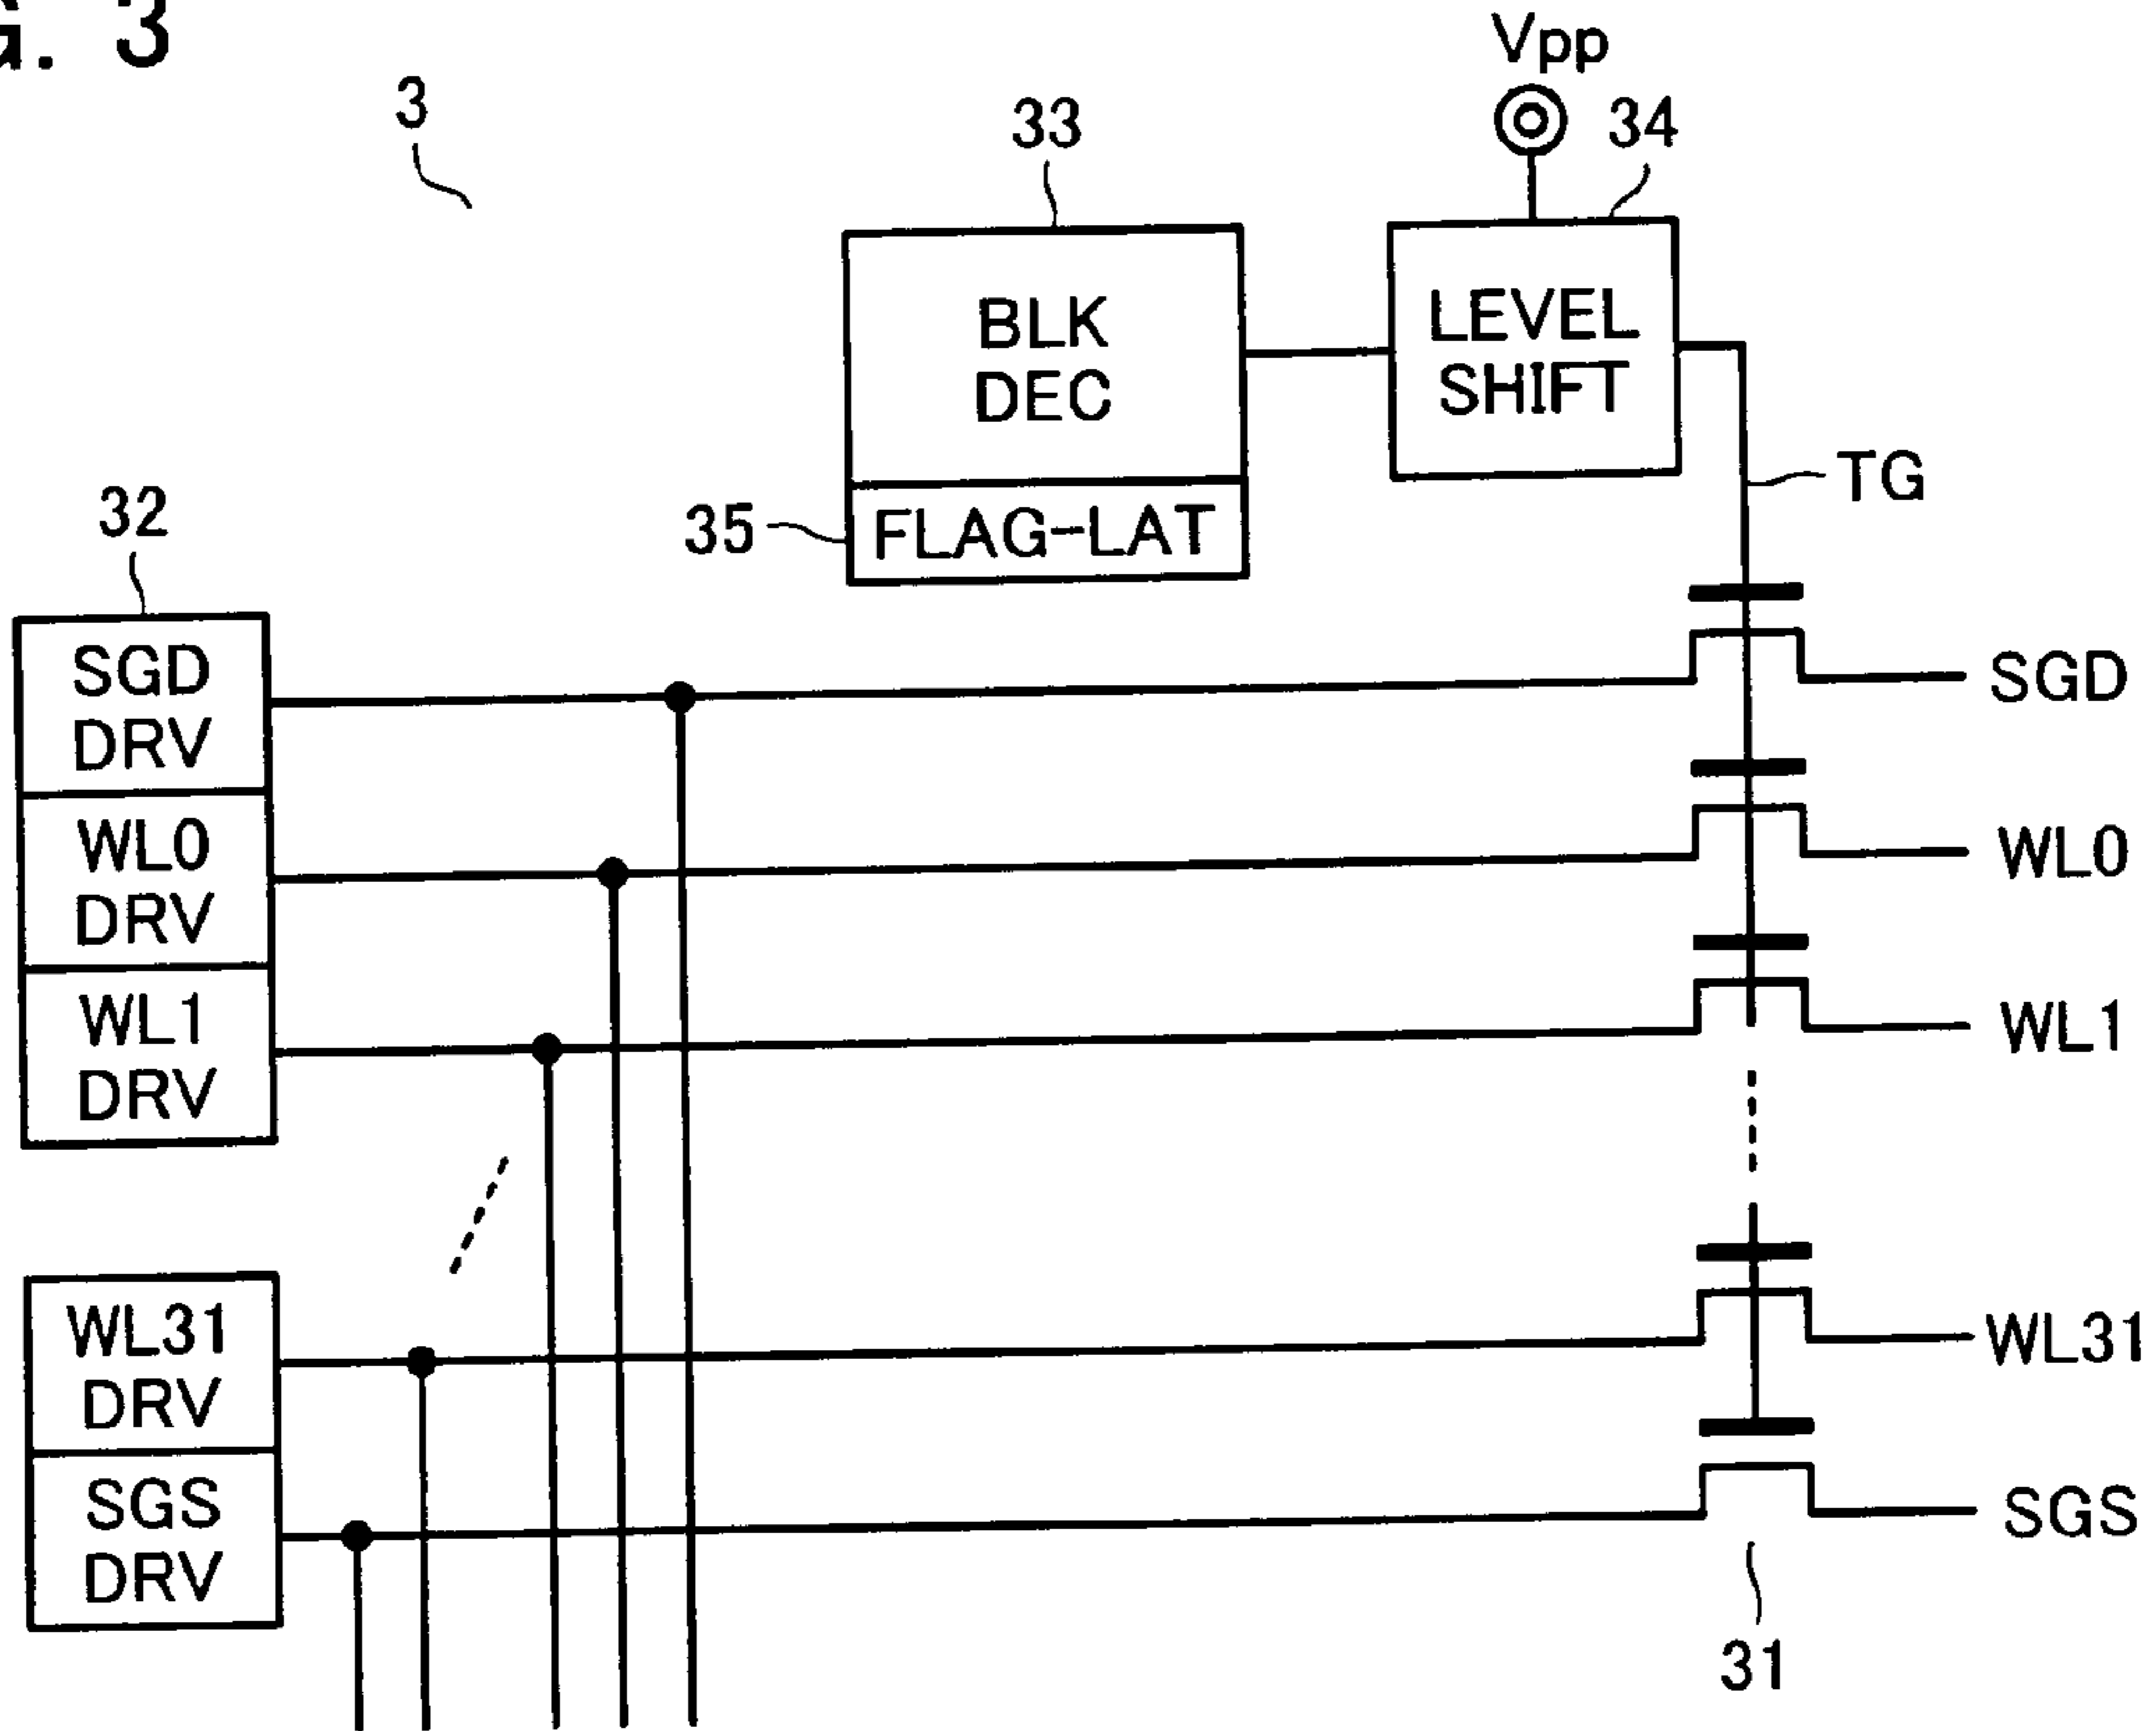 G. 3
Vpp
3
33
34
BLK
DEC
LEVEL
SHIFT
TG
35
FLAG-LAT
32
SGD
DRV
SGD
WL0
DRV
WL0
WL1
DRV
WL1
WL31
DRV
WL31
SGS
DRV
SGS
31